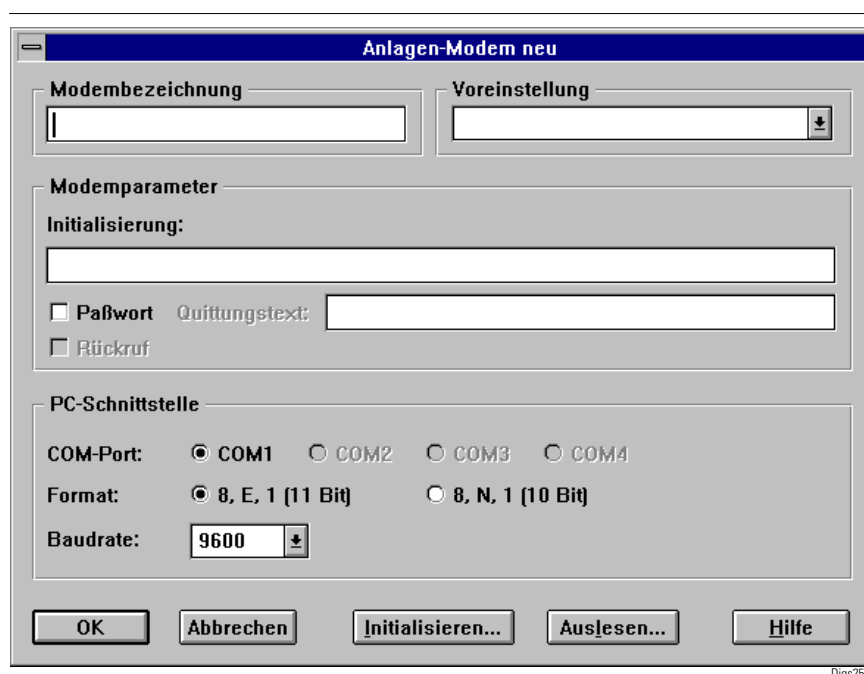 Anlagen-Modem neu
Modembezeichnung
Voreinstellung
Modemparameter
Initialisierung:
Paßwort Quittungstext:
Rückruf
PC-Schnittstelle
COM-Port: COM1 COM2 COM3 COM4
Format: 8, E, 1 (11 Bit) 8, N, 1 (10 Bit)
Baudrate: 9600
OK Abbrechen Initialisieren... Auslesen... Hilfe